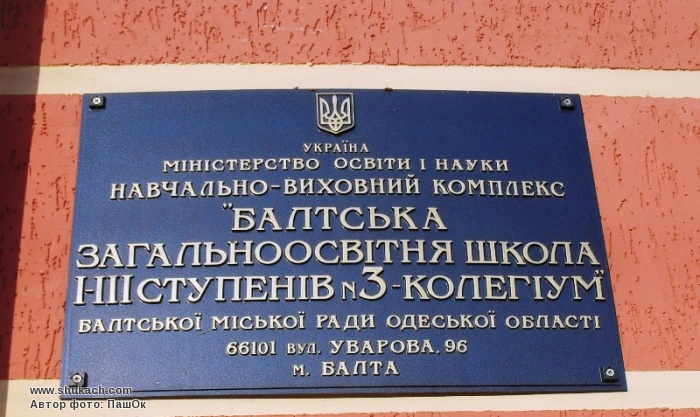 УКРАЇНА
МІНІСТЕРСТВО ОСВІТИ І НАУКИ
НАВЧАЛЬНО-ВИХОВНИЙ КОМПЛЕКС
"БАЛТСЬКА
ЗАГАЛЬНООСВІТНЯ ШКОЛА
І-ІІІ СТУПЕНІВ N3-КОЛЕГІУМ"
БАЛТСЬКОЇ МІСЬКОЇ РАДИ ОДЕСЬКОЇ ОБЛАСТІ
66101 ВУЛ. УВАРОВА, 96
М. БАЛТА
www.shukach.com
Автор фото: ПашОк